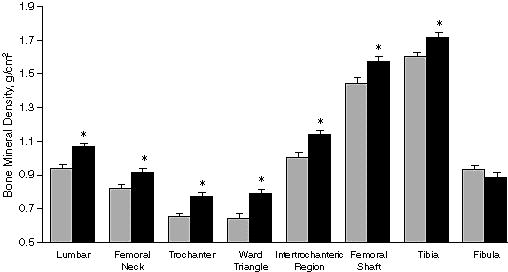 Bone Mineral Density, g/cm²
1.9
1.7
1.5
1.3
1.1
0.9
0.7
0.5
*
*
*
*
*
*
*
Lumbar
Femoral
Neck
Trochanter
Ward
Triangle
Intertrochanteric
Region
Femoral
Shaft
Tibia
Fibula